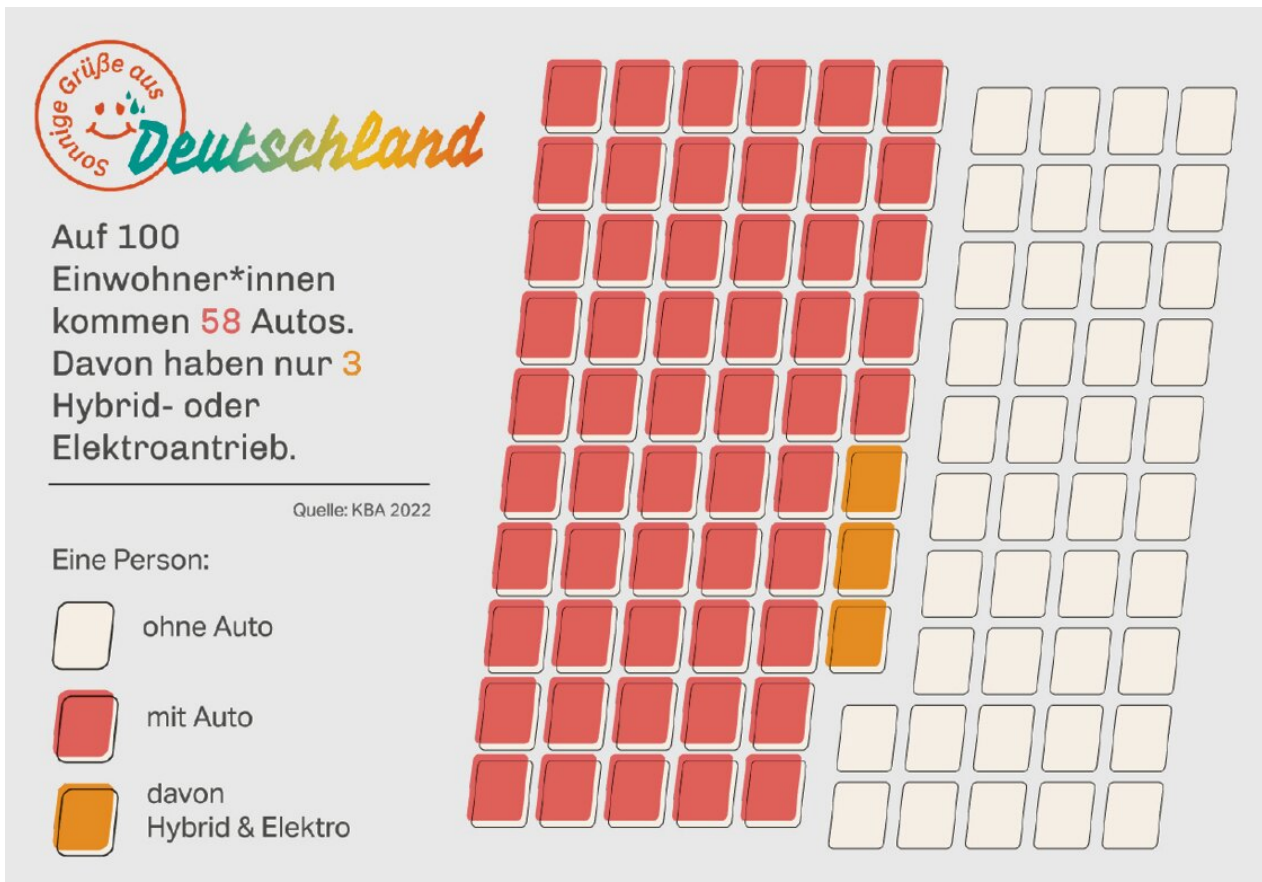 Sonnige Grüße aus
Deutschland
Auf 100
Einwohner*innen
kommen 58 Autos.
Davon haben nur 3
Hybrid- oder
Elektroantrieb.
Quelle: KBA 2022
Eine Person:
ohne Auto
mit Auto
davon
Hybrid & Elektro